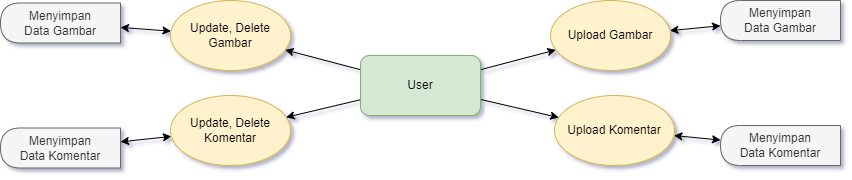 Menyimpan
Data Gambar
Update, Delete
Gambar
Upload Gambar
Menyimpan
Data Gambar
User
Menyimpan
Data Komentar
Update, Delete
Komentar
Upload Komentar
Menyimpan
Data Komentar